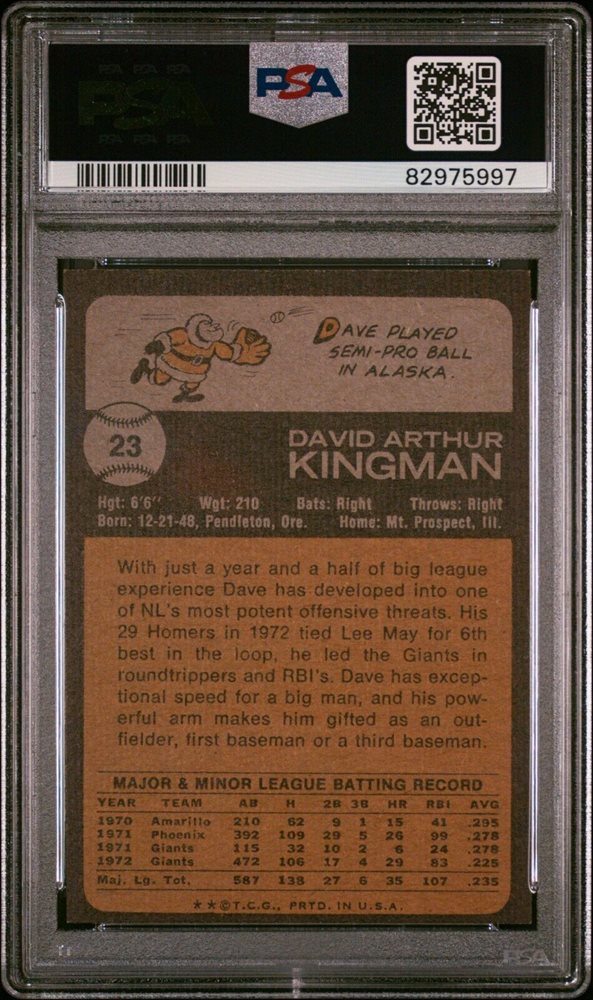 PSA
82975997
DAVE PLAYED
SEMI-PRO BALL
IN ALASKA.
23
DAVID ARTHUR
KINGMAN
Hgt: 6'6" Wgt: 210 Bats: Right Throws: Right
Born: 12-21-48, Pendleton, Ore. Home: Mt. Prospect, Ill.
With just a year and a half of big league
experience Dave has developed into one
of NL's most potent offensive threats. His
29 Homers in 1972 tied Lee May for 6th
best in the loop, he led the Giants in
roundtrippers and RBI's. Dave has excep-
tional speed for a big man, and his pow-
erful arm makes him gifted as an out-
fielder, first baseman or a third baseman.
MAJOR & MINOR LEAGUE BATTING RECORD
YEAR TEAM AB H 2B 3B HR RBI AVG
1970 Amarillo 210 62 9 1 15 41 .295
1971 Phoenix 392 109 29 5 26 99 .278
1971 Giants 115 32 10 2 6 24 .278
1972 Giants 472 106 17 4 29 83 .225
Maj. Lg. Tot. 587 138 27 6 35 107 .235
**©T.C.G., PRTD. IN U.S.A.
PSA